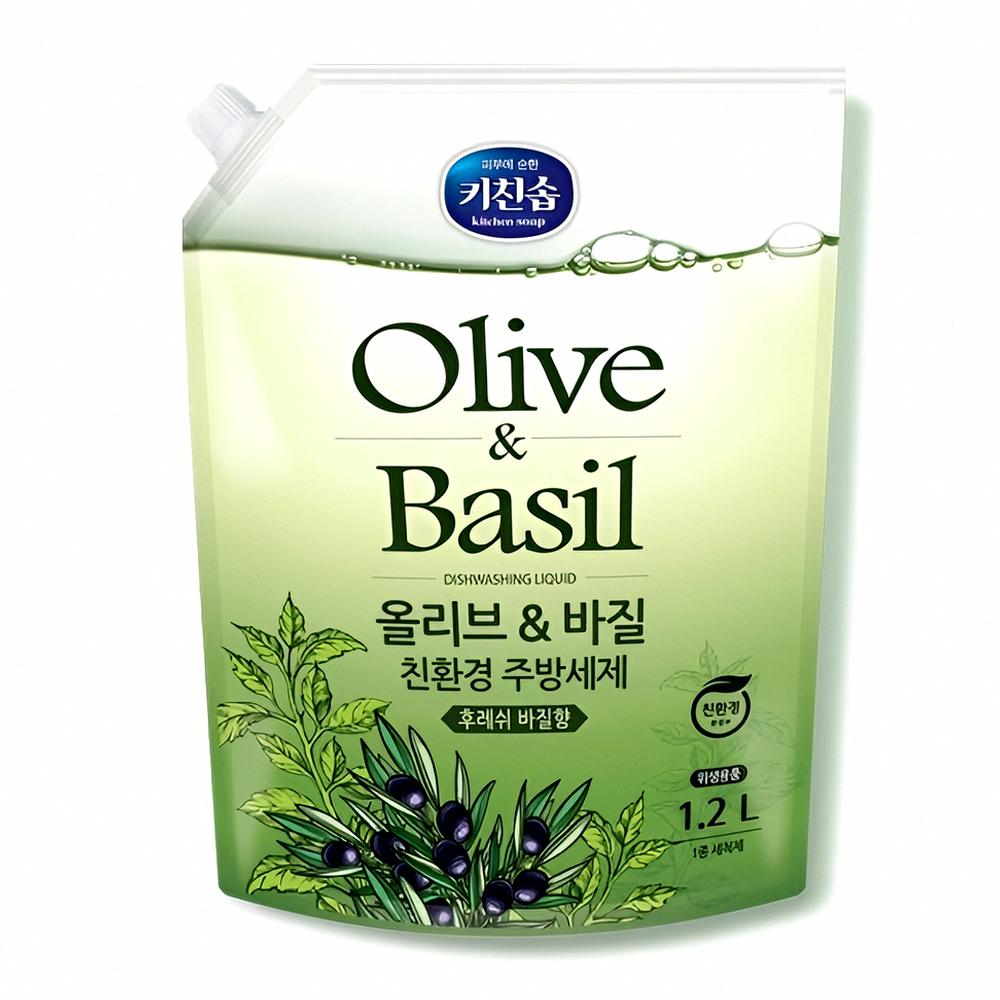 피부에 순한
키친솝
kitchen soap
Olive
&
Basil
DISHWASHING LIQUID
올리브 & 바질
친환경 주방세제
후레쉬 바질향
친환경
위생용품
1.2 L
1종 세척제